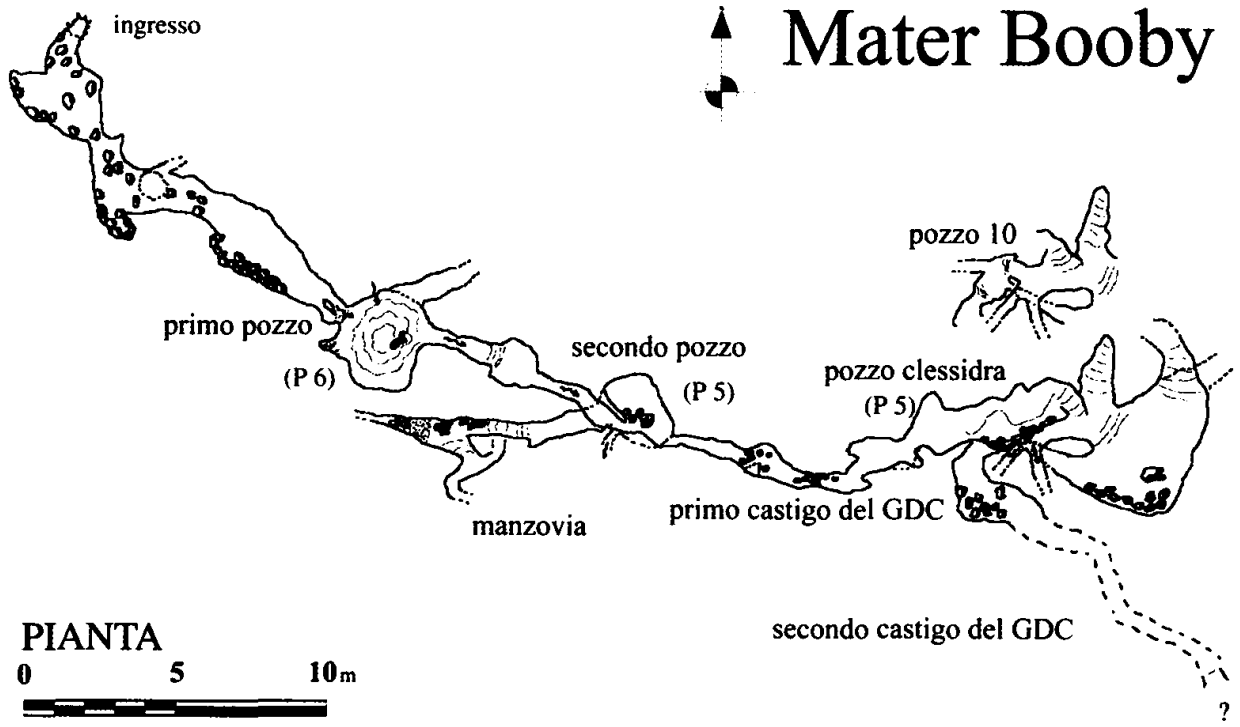 ingresso
Mater Booby
pozzo 10
primo pozzo
(P 6)
secondo pozzo
(P 5)
pozzo clessidra
(P 5)
manzovia
primo castigo del GDC
secondo castigo del GDC
PIANTA
0 5 10 m
?